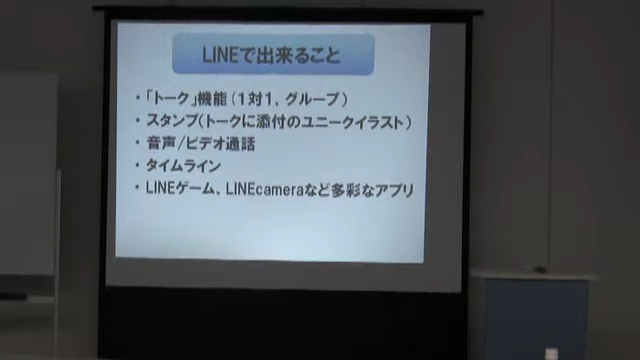 LINEで出来ること
・「トーク」機能(1対1，グループ)
・スタンプ(トークに添付のユニークイラスト)
・音声/ビデオ通話
・タイムライン
・LINEゲーム、LINEcameraなど多彩なアプリ